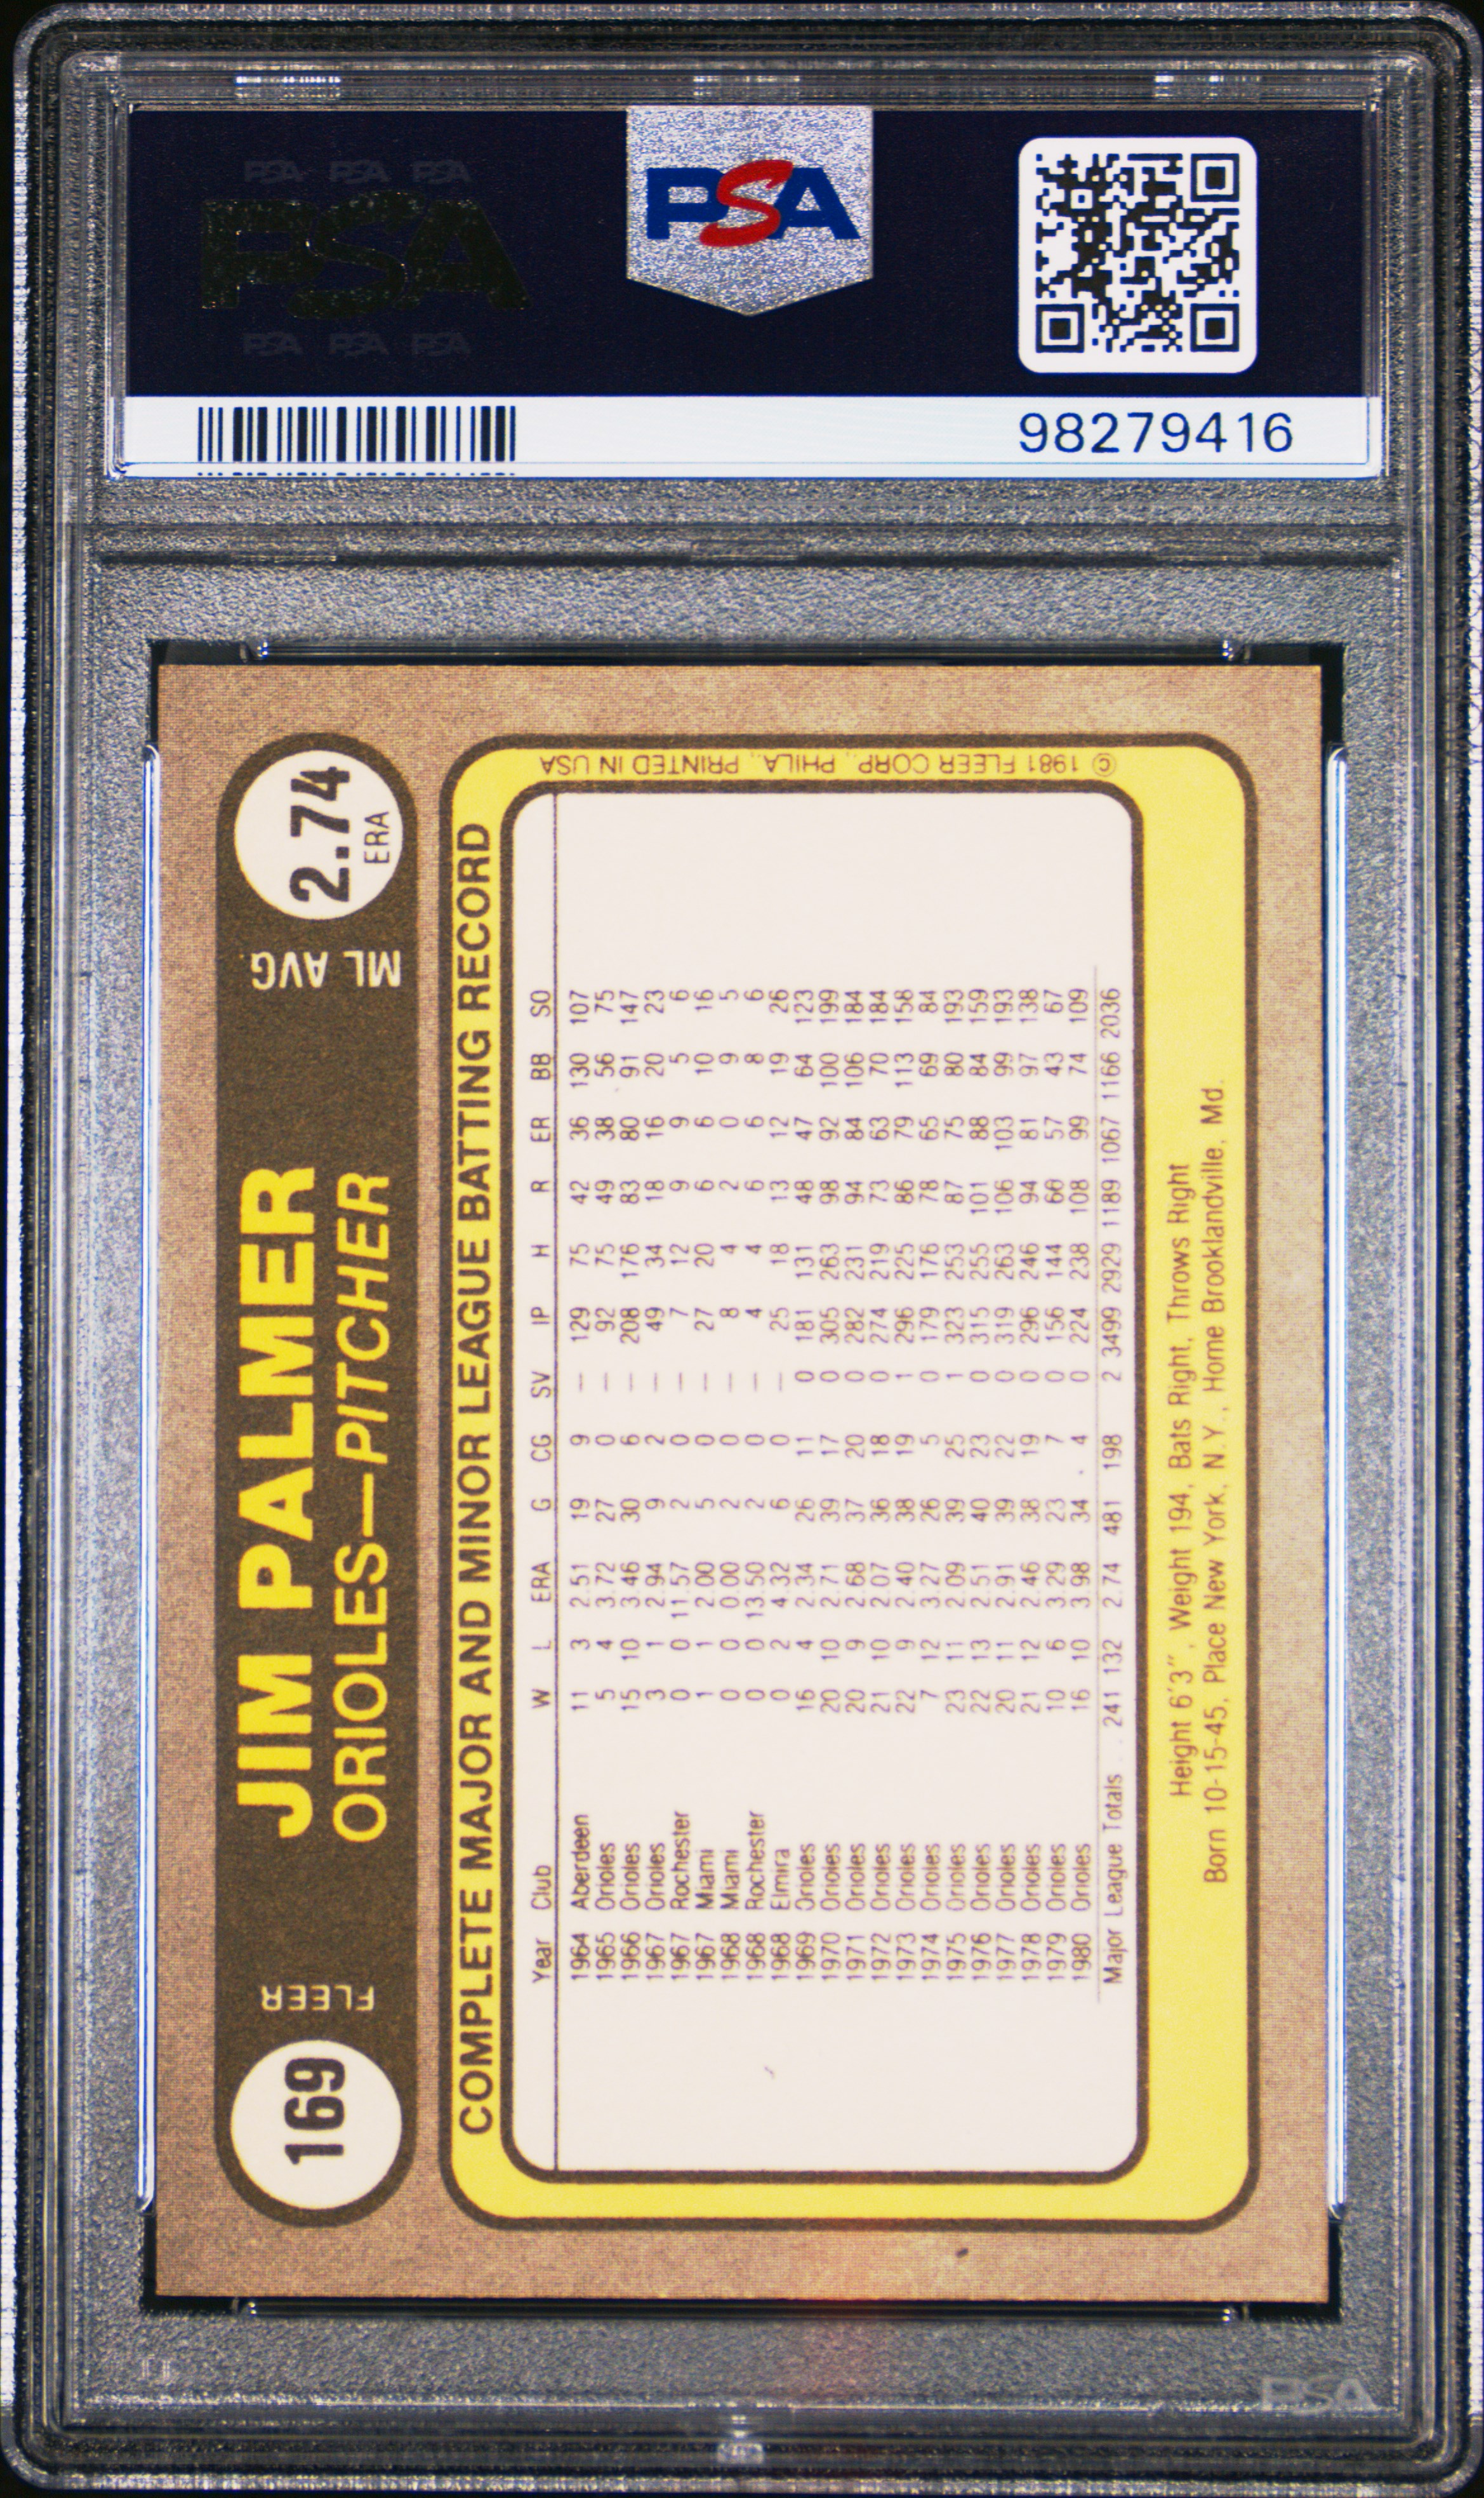 PSA PSA PSA
PSA
PSA PSA PSA
PSA
98279416
169
FLEER
JIM PALMER
ORIOLES—PITCHER
ML AVG.
2.74
ERA
COMPLETE MAJOR AND MINOR LEAGUE BATTING RECORD
Year Club W L ERA G CG SV IP H R ER BB SO
1964 Aberdeen 11 3 2.51 19 9 — 129 75 42 36 130 107
1965 Orioles 5 4 3.72 27 0 — 92 75 49 38 56 75
1966 Orioles 15 10 3.46 30 6 — 208 176 83 80 91 147
1967 Orioles 3 1 2.94 9 2 — 49 34 18 16 20 23
1967 Rochester 0 0 11.57 2 0 — 7 12 9 9 5 6
1967 Miami 1 1 2.00 5 0 — 27 20 6 6 10 16
1968 Miami 0 0 0.00 2 0 — 8 4 2 0 9 5
1968 Rochester 0 0 13.50 2 0 — 4 4 6 6 8 6
1968 Elmira 0 2 4.32 6 0 — 25 18 13 12 19 26
1969 Orioles 16 4 2.34 26 11 0 181 131 48 47 64 123
1970 Orioles 20 10 2.71 39 17 0 305 263 98 92 100 199
1971 Orioles 20 9 2.68 37 20 0 282 231 94 84 106 184
1972 Orioles 21 10 2.07 36 18 0 274 219 73 63 70 184
1973 Orioles 22 9 2.40 38 19 1 296 225 86 79 113 158
1974 Orioles 7 12 3.27 26 5 0 179 176 78 65 69 84
1975 Orioles 23 11 2.09 39 25 1 323 253 87 75 80 193
1976 Orioles 22 13 2.51 40 23 0 315 255 101 88 84 159
1977 Orioles 20 11 2.91 39 22 0 319 263 106 103 99 193
1978 Orioles 21 12 2.46 38 19 0 296 246 94 81 97 138
1979 Orioles 10 6 3.29 23 7 0 156 144 66 57 43 67
1980 Orioles 16 10 3.98 34 4 0 224 238 108 99 74 109
Major League Totals . . 241 132 2.74 481 198 2 3499 2929 1189 1067 1166 2036
Height 6'3", Weight 194, Bats Right, Throws Right
Born 10-15-45, Place New York, N.Y., Home Brooklandville, Md.
© 1981 FLEER CORP., PHILA., PRINTED IN USA
PSA